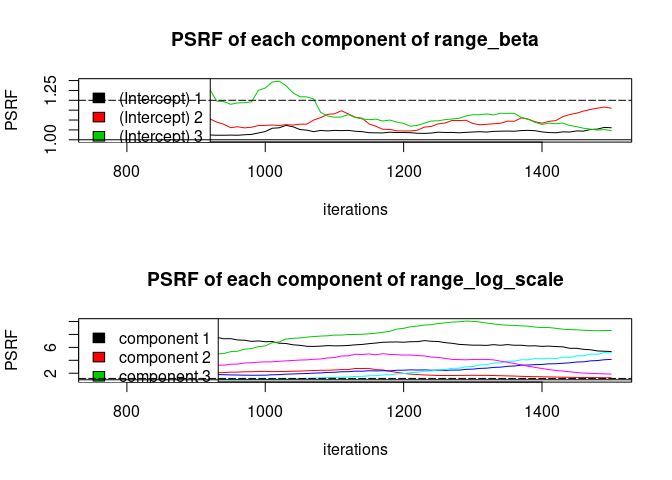 PSRF of each component of range_beta
PSRF
1.00 1.25
(Intercept) 1
(Intercept) 2
(Intercept) 3
800 1000 1200 1400
iterations
PSRF of each component of range_log_scale
PSRF
2 6
component 1
component 2
component 3
800 1000 1200 1400
iterations